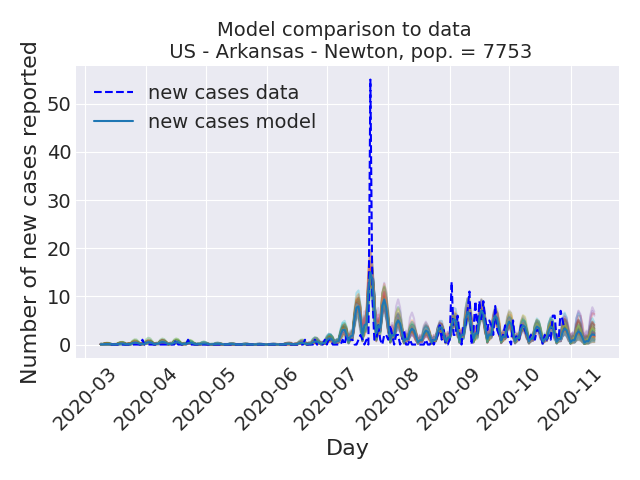 Model comparison to data
US - Arkansas - Newton, pop. = 7753
new cases data
new cases model
Number of new cases reported
50
40
30
20
10
0
2020-03
2020-04
2020-05
2020-06
2020-07
2020-08
2020-09
2020-10
2020-11
Day